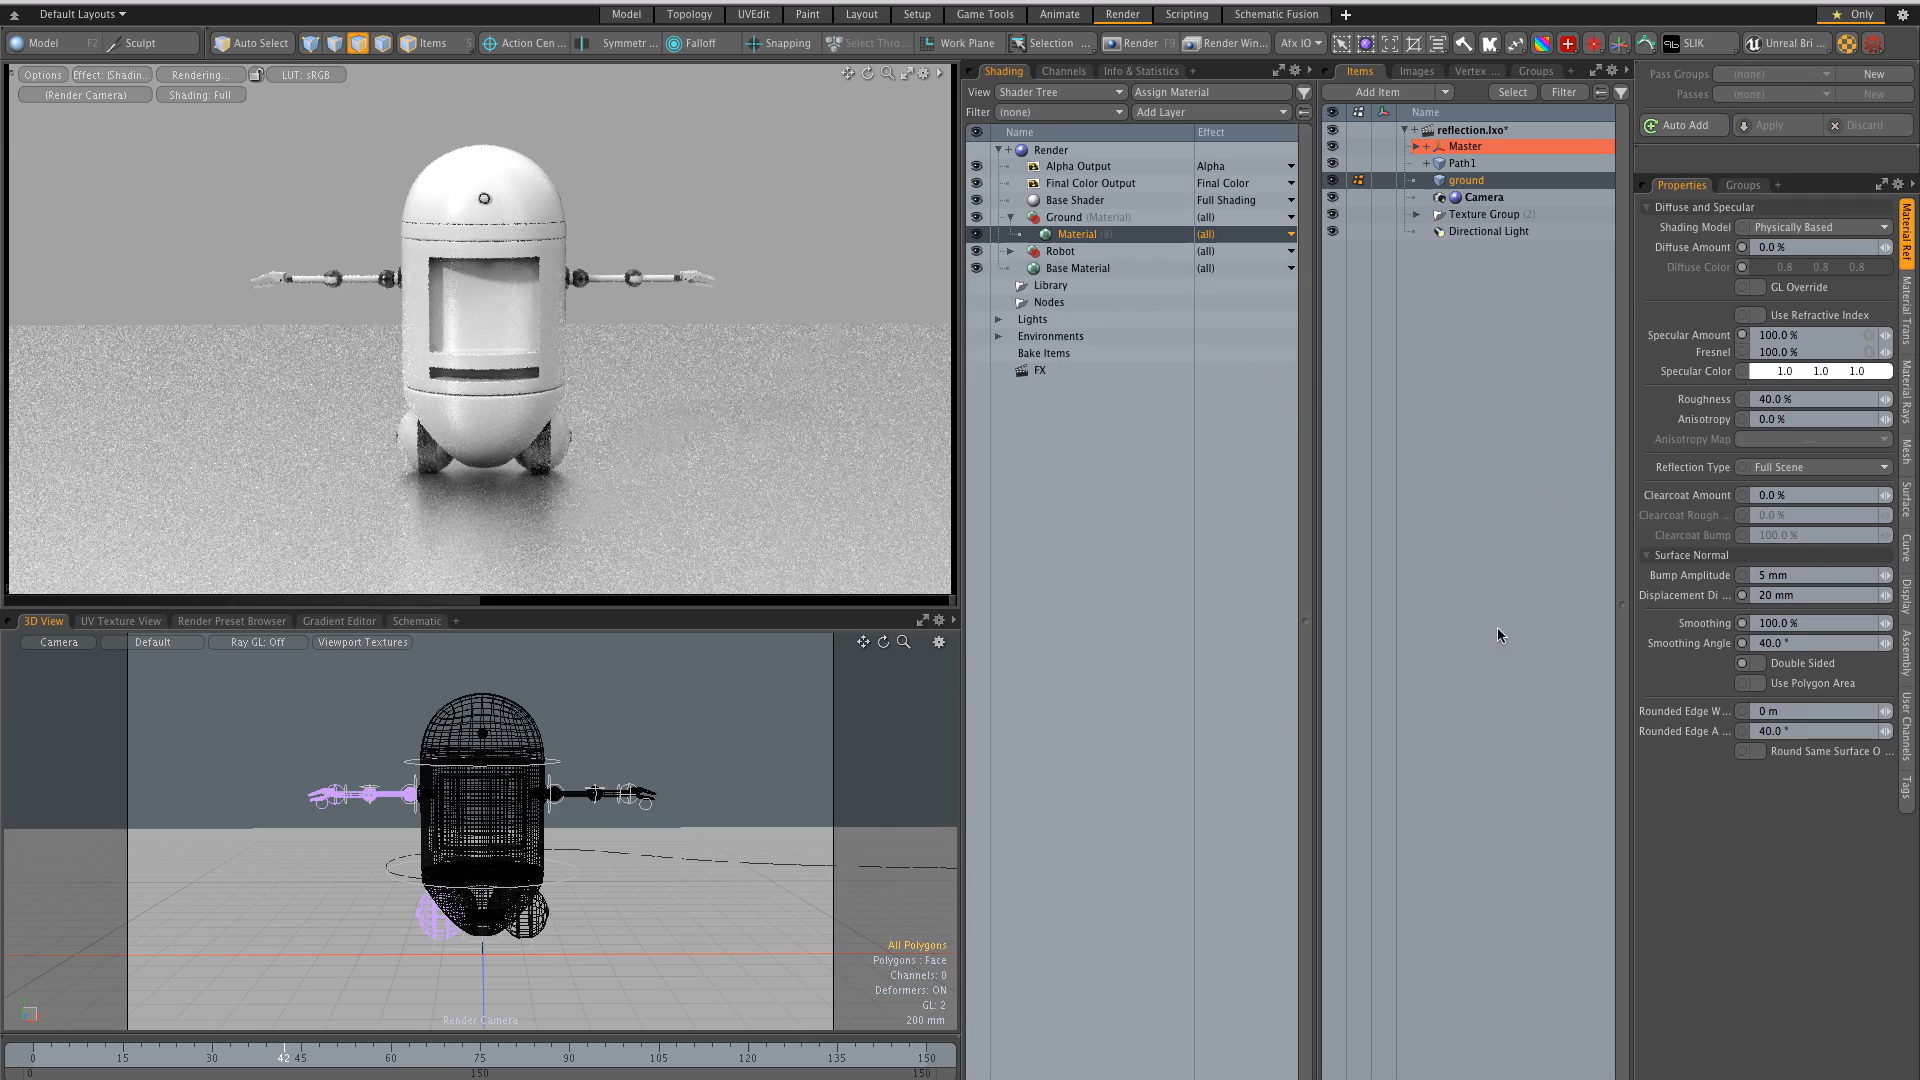 Default Layouts
Model Topology UVEdit Paint Layout Setup Game Tools Animate Render Scripting Schematic Fusion
Only
Model F2 Sculpt Auto Select Items 5 Action Cen ... Symmetr ... Falloff Snapping Select Thro... Work Plane Selection ... Render F9 Render Win... Afx IO SLIK Unreal Bri ...
Options Effect: (Shadin... Rendering... LUT: sRGB
(Render Camera) Shading: Full
Shading Channels Info & Statistics
View Shader Tree Assign Material
Filter (none) Add Layer
Name Effect
Render
Alpha Output Alpha
Final Color Output Final Color
Base Shader Full Shading
Ground (Material) (all)
Material (8) (all)
Robot (all)
Base Material (all)
Library
Nodes
Lights
Environments
Bake Items
FX
Items Images Vertex ... Groups
Add Item Select Filter
Name
reflection.lxo*
Master
Path1
ground
Camera
Texture Group (2)
Directional Light
Pass Groups (none) New
Passes (none) New
Auto Add Apply Discard
Properties Groups
Diffuse and Specular
Shading Model Physically Based
Diffuse Amount 0.0 %
Diffuse Color 0.8 0.8 0.8
GL Override
Use Refractive Index
Specular Amount 100.0 %
Fresnel 100.0 %
Specular Color 1.0 1.0 1.0
Roughness 40.0 %
Anisotropy 0.0 %
Anisotropy Map ...
Reflection Type Full Scene
Clearcoat Amount 0.0 %
Clearcoat Rough ... 0.0 %
Clearcoat Bump 100.0 %
Surface Normal
Bump Amplitude 5 mm
Displacement Di ... 20 mm
Smoothing 100.0 %
Smoothing Angle 40.0 °
Double Sided
Use Polygon Area
Rounded Edge W ... 0 m
Rounded Edge A ... 40.0 °
Round Same Surface O ...
Material Ref
Material Trans
Material Rays
Mesh
Surface
Curve
Display
Assembly
User Channels
Tags
3D View UV Texture View Render Preset Browser Gradient Editor Schematic
Camera Default Ray GL: Off Viewport Textures
All Polygons
Polygons : Face
Channels: 0
Deformers: ON
GL: 2
200 mm
Render Camera
0 15 30 42 45 60 75 90 105 120 135 150
0 150 150